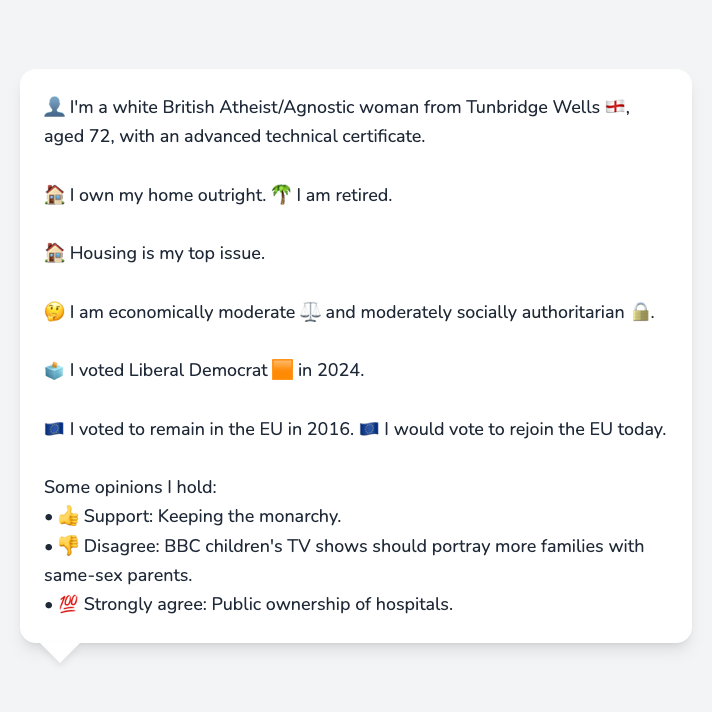 👤 I'm a white British Atheist/Agnostic woman from Tunbridge Wells 🏴󠁧󠁢󠁥󠁮󠁧󠁿,
aged 72, with an advanced technical certificate.
🏠 I own my home outright. 🌴 I am retired.
🏠 Housing is my top issue.
🤔 I am economically moderate ⚖️ and moderately socially authoritarian 🔒.
🗳️ I voted Liberal Democrat 🟧 in 2024.
🇪🇺 I voted to remain in the EU in 2016. 🇪🇺 I would vote to rejoin the EU today.
Some opinions I hold:
• 👍 Support: Keeping the monarchy.
• 👎 Disagree: BBC children's TV shows should portray more families with
same-sex parents.
• 💯 Strongly agree: Public ownership of hospitals.